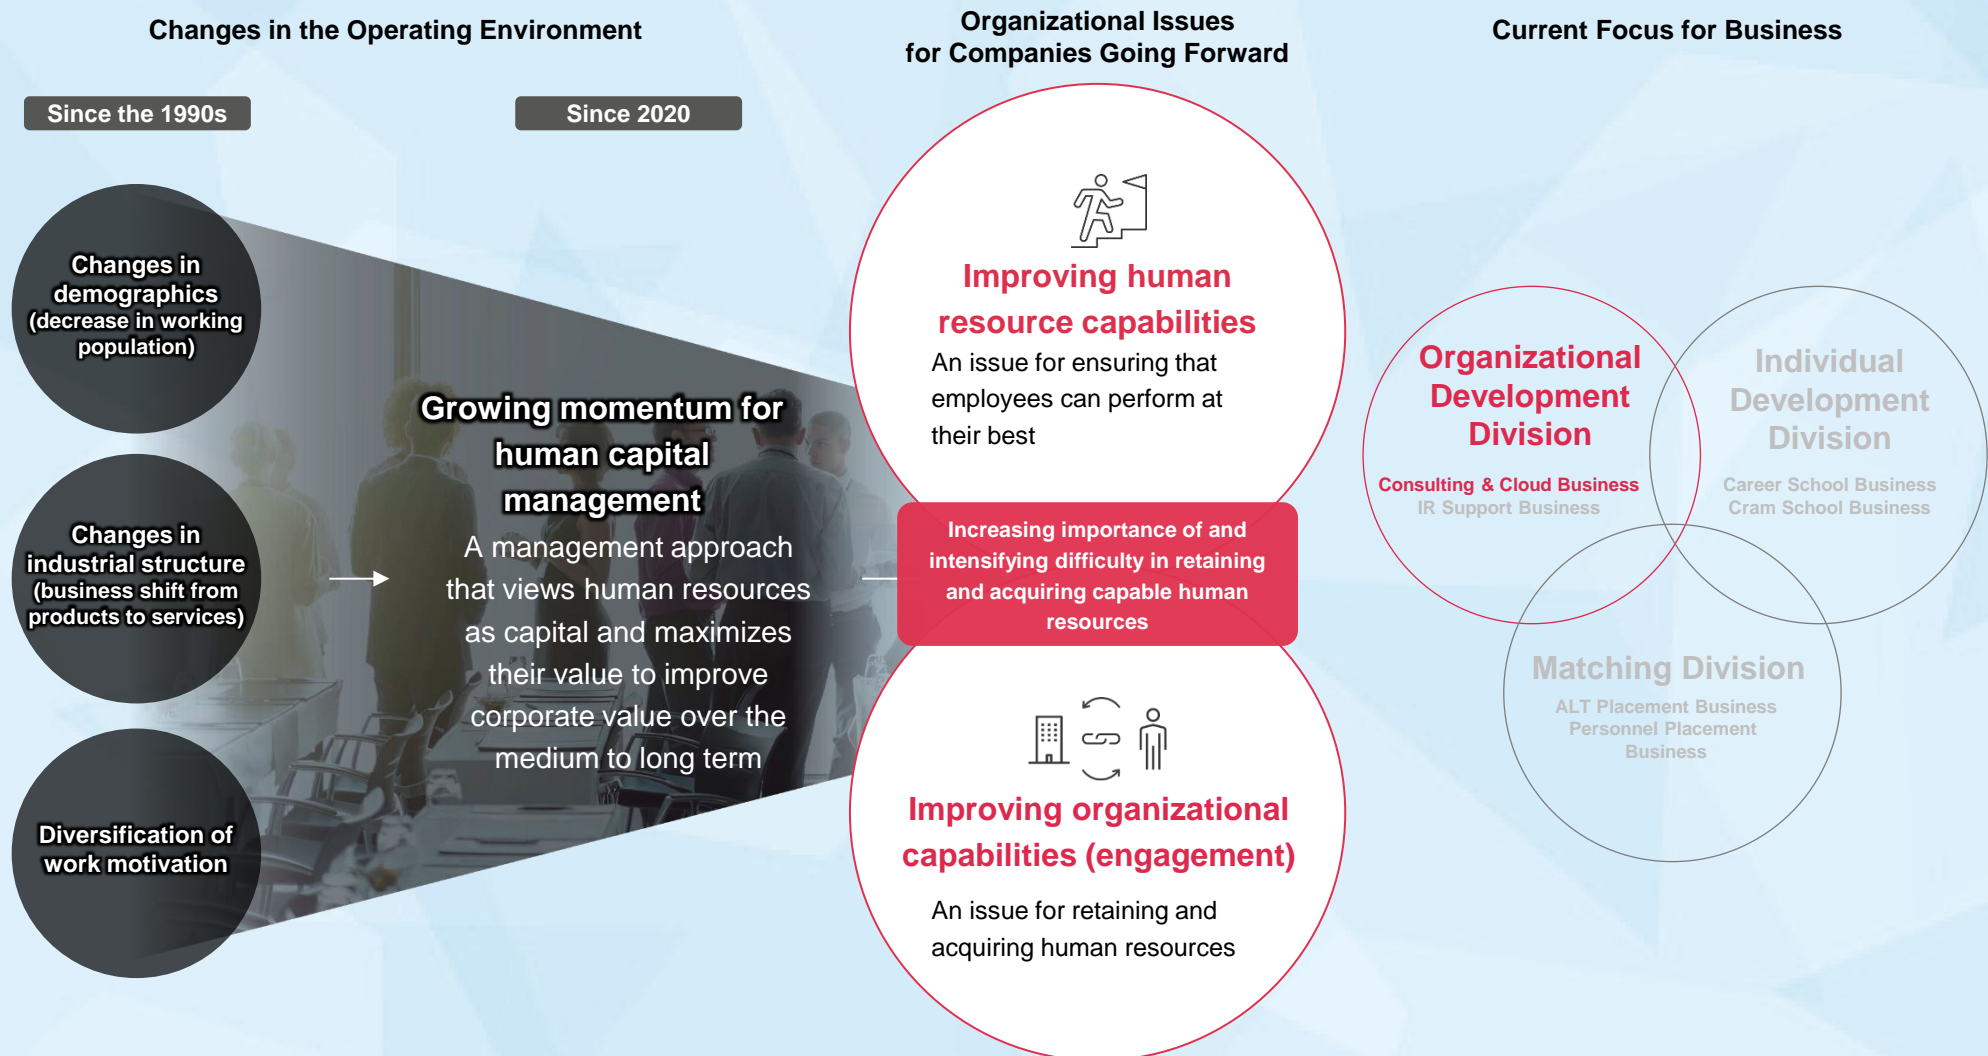 Changes in the Operating Environment
Since the 1990s
Since 2020
Changes in
demographics
(decrease in working
population)
Changes in
industrial structure
(business shift from
products to services)
Diversification of
work motivation
Growing momentum for
human capital
management
A management approach
that views human resources
as capital and maximizes
their value to improve
corporate value over the
medium to long term
Organizational Issues
for Companies Going Forward
Improving human
resource capabilities
An issue for ensuring that
employees can perform at
their best
Increasing importance of and
intensifying difficulty in retaining
and acquiring capable human
resources
Improving organizational
capabilities (engagement)
An issue for retaining and
acquiring human resources
Current Focus for Business
Organizational
Development
Division
Consulting & Cloud Business
IR Support Business
Individual
Development
Division
Career School Business
Cram School Business
Matching Division
ALT Placement Business
Personnel Placement
Business